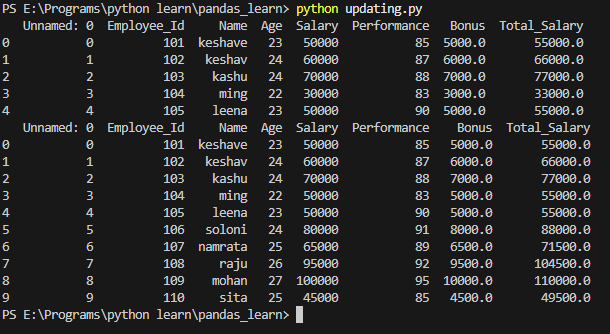 PS E:\Programs\python learn\pandas_learn> python updating.py
   Unnamed: 0  Employee_Id     Name  Age  Salary  Performance   Bonus  Total_Salary
0           0          101  keshave   23   50000           85  5000.0       55000.0
1           1          102   keshav   24   60000           87  6000.0       66000.0
2           2          103    kashu   24   70000           88  7000.0       77000.0
3           3          104     ming   22   30000           83  3000.0       33000.0
4           4          105    leena   23   50000           90  5000.0       55000.0
   Unnamed: 0  Employee_Id     Name  Age  Salary  Performance    Bonus  Total_Salary
0           0          101  keshave   23   50000           85   5000.0       55000.0
1           1          102   keshav   24   60000           87   6000.0       66000.0
2           2          103    kashu   24   70000           88   7000.0       77000.0
3           3          104     ming   22   50000           83   5000.0       55000.0
4           4          105    leena   23   50000           90   5000.0       55000.0
5           5          106   soloni   24   80000           91   8000.0       88000.0
6           6          107  namrata   25   65000           89   6500.0       71500.0
7           7          108     raju   26   95000           92   9500.0      104500.0
8           8          109    mohan   27  100000           95  10000.0      110000.0
9           9          110     sita   25   45000           85   4500.0       49500.0
PS E:\Programs\python learn\pandas_learn>